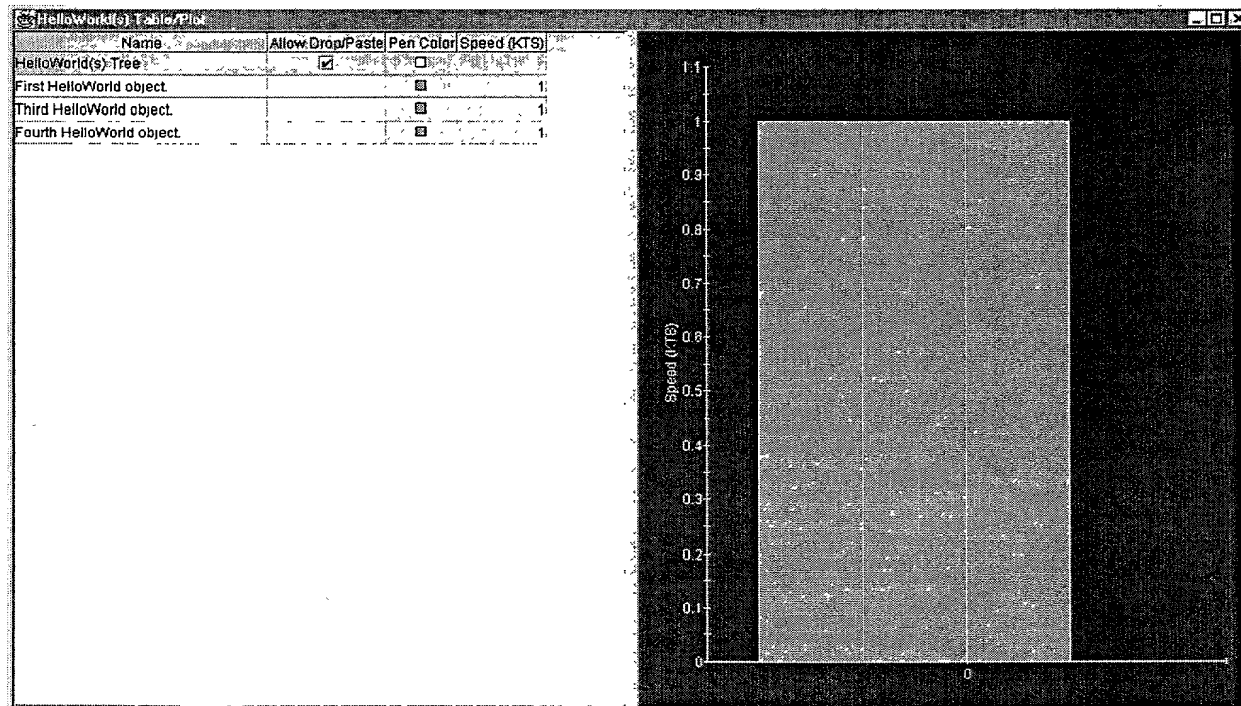 HelloWorld(s) Table/Plot
Name Allow Drop/Paste Pen Color Speed (KTS)
HelloWorld(s) Tree
First HelloWorld object. 1
Third HelloWorld object. 1
Fourth HelloWorld object. 1
1.1
1
0.9
0.8
0.7
0.6
Speed (KTS)
0.5
0.4
0.3
0.2
0.1
0
0